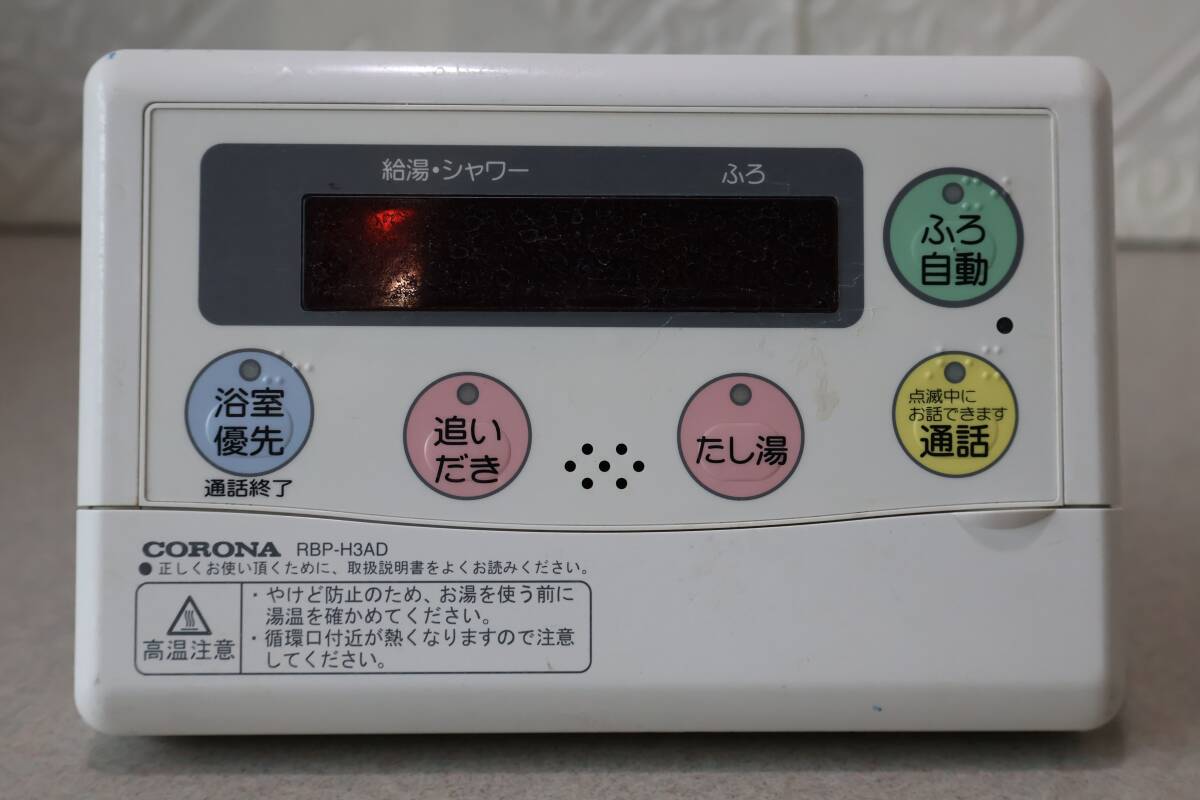 給湯・シャワー
ふろ
ふろ
自動
浴室
優先
通話終了
追い
だき
たし湯
点滅中に
お話できます
通話
CORONA RBP-H3AD
●正しくお使い頂くために、取扱説明書をよくお読みください。
高温注意
・やけど防止のため、お湯を使う前に
湯温を確かめてください。
・循環口付近が熱くなりますので注意
してください。